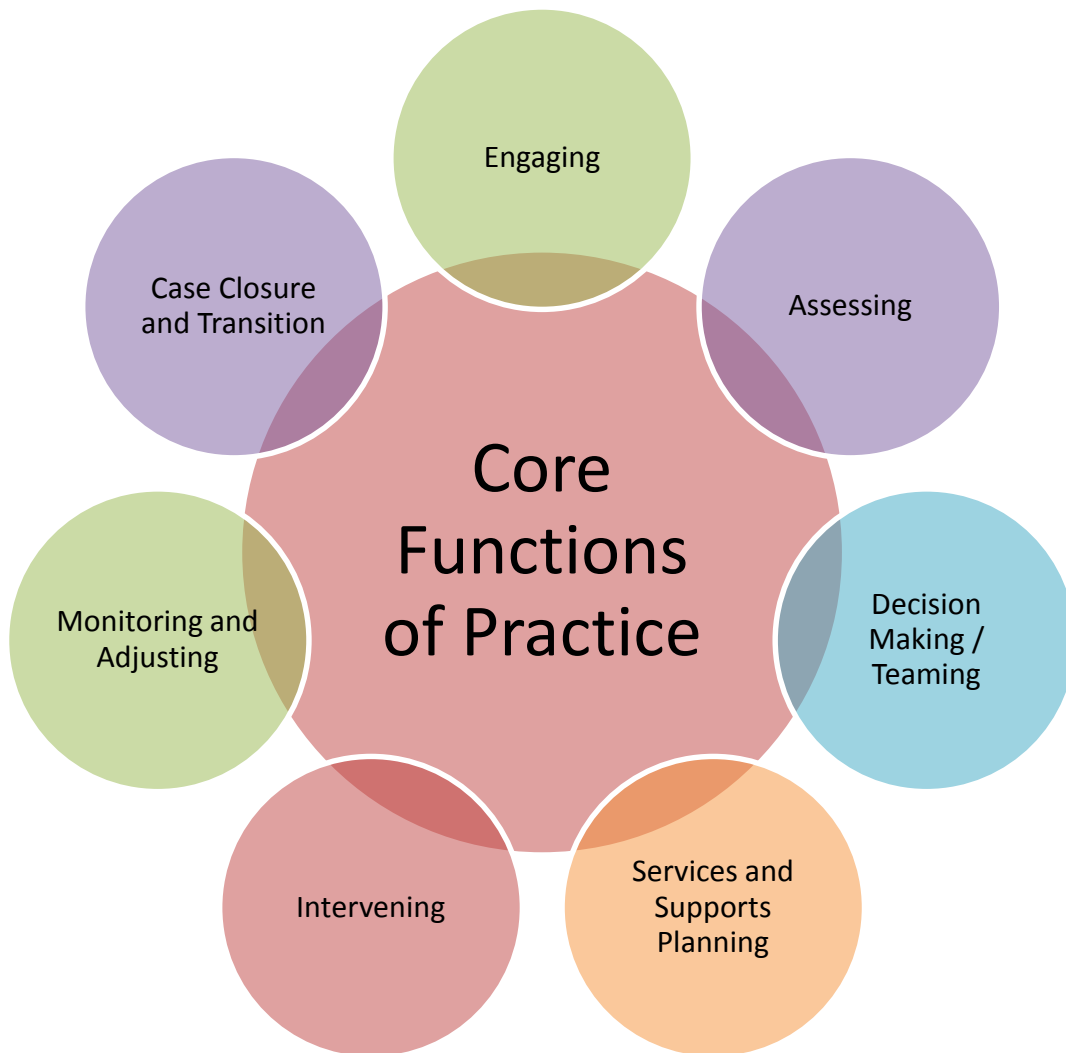 Engaging
Assessing
Decision
Making /
Teaming
Services and
Supports
Planning
Intervening
Monitoring and
Adjusting
Case Closure
and Transition
Core
Functions
of Practice